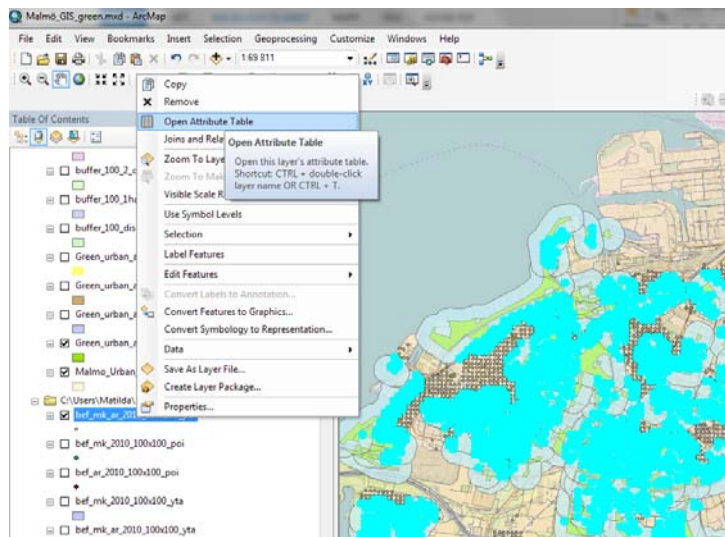 Malmö_GIS_green.mxd - ArcMap
File Edit View Bookmarks Insert Selection Geoprocessing Customize Windows Help
1:69 811
Table Of Contents
buffer_100_2_c
buffer_100_1h
buffer_100_dis
Green_urban_a
Green_urban_a
Green_urban_a
Green_urban_a
Malmo_Urban_
C:\Users\Matilda\
bef_mk_ar_201
bef_mk_2010_100x100_poi
bef_ar_2010_100x100_poi
bef_mk_2010_100x100_yta
bef_mk_ar_2010_100x100_yta
Copy
Remove
Open Attribute Table
Joins and Rela
Zoom To Laye
Zoom To Mak
Visible Scale R
Use Symbol Levels
Selection
Label Features
Edit Features
Convert Labels to Annotation...
Convert Features to Graphics...
Convert Symbology to Representation...
Data
Save As Layer File...
Create Layer Package...
Properties...
Open Attribute Table
Open this layer's attribute table.
Shortcut: CTRL + double-click
layer name OR CTRL + T.